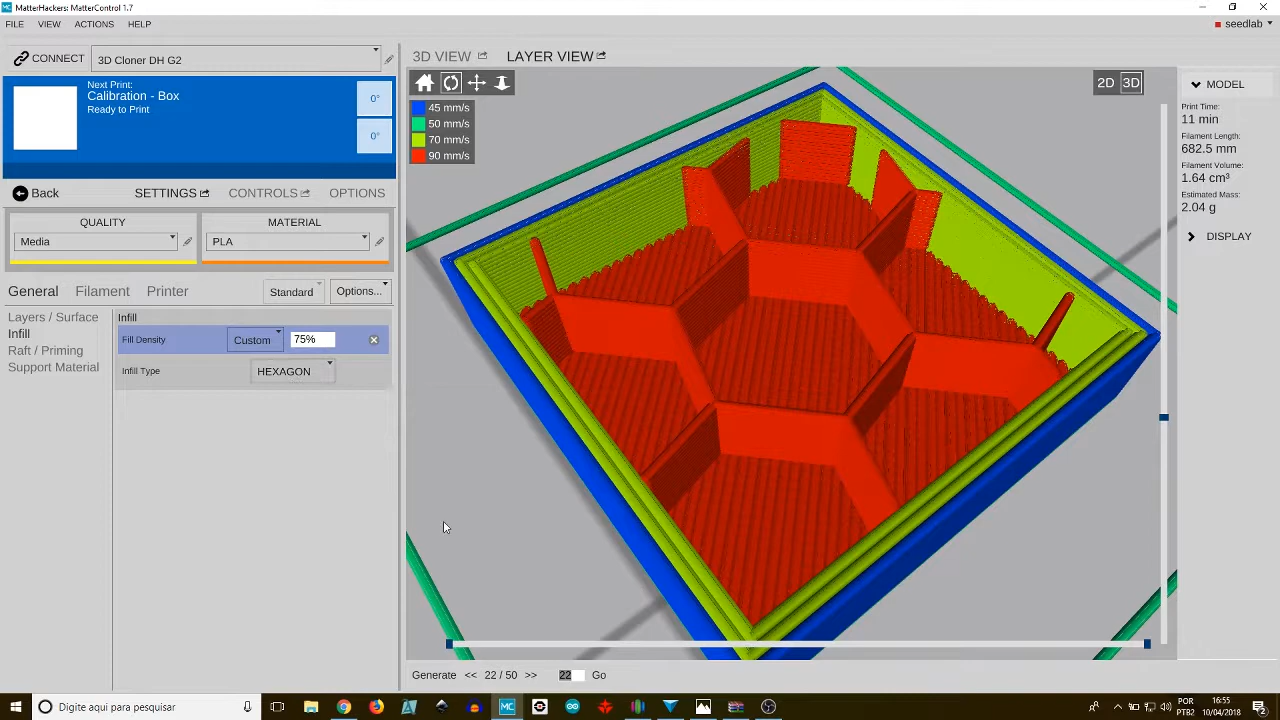 MC MatterHackers: MatterControl 1.7
FILE VIEW ACTIONS HELP
seedlab
CONNECT 3D Cloner DH G2
Next Print:
Calibration - Box
Ready to Print
0°
0°
Back SETTINGS CONTROLS OPTIONS
QUALITY MATERIAL
Media PLA
General Filament Printer Standard Options...
Layers / Surface
Infill
Raft / Priming
Support Material
Infill
Fill Density Custom 75%
Infill Type HEXAGON
3D VIEW LAYER VIEW
2D 3D
45 mm/s
50 mm/s
70 mm/s
90 mm/s
MODEL
Print Time:
11 min
Filament Length:
682.5 mm
Filament Volume:
1.64 cm³
Estimated Mass:
2.04 g
DISPLAY
Generate << 22 / 50 >> 22 Go
Digite aqui para pesquisar
MC
POR
PTB2
16:55
10/04/2018
2